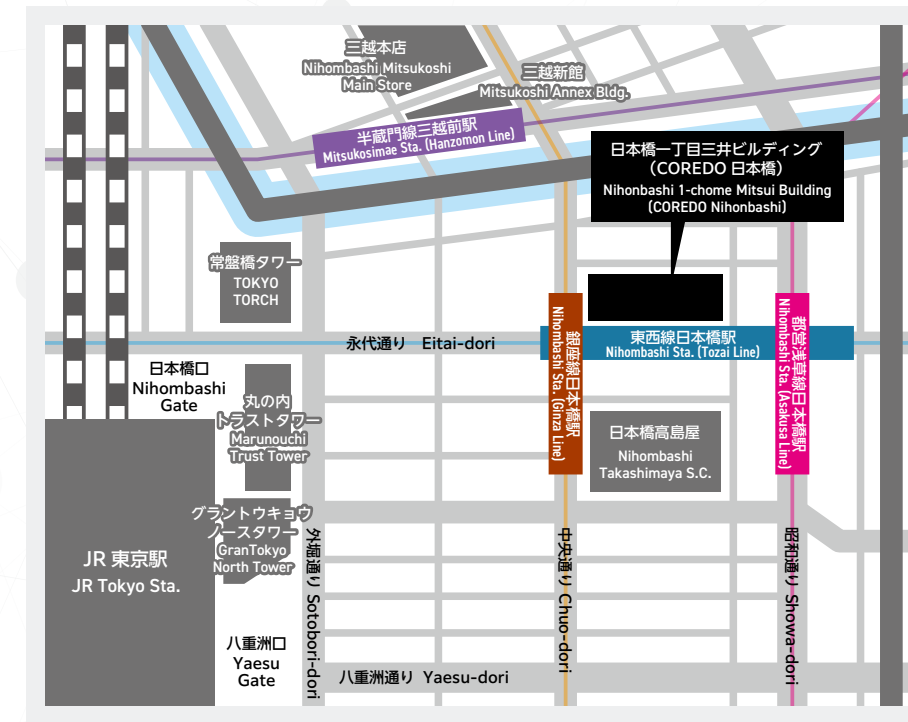 三越本店
Nihombashi Mitsukoshi
Main Store
三越新館
Mitsukoshi Annex Bldg.
半蔵門線三越前駅
Mitsukosimae Sta. (Hanzomon Line)
日本橋一丁目三井ビルディング
（COREDO 日本橋）
Nihonbashi 1-chome Mitsui Building
(COREDO Nihonbashi)
常盤橋タワー
TOKYO
TORCH
永代通り Eitai-dori
銀座線日本橋駅
Nihombashi Sta. (Ginza Line)
東西線日本橋駅
Nihombashi Sta. (Tozai Line)
都営浅草線日本橋駅
Nihombashi Sta. (Asakusa Line)
日本橋口
Nihombashi
Gate
丸の内
トラストタワー
Marunouchi
Trust Tower
日本橋高島屋
Nihombashi
Takashimaya S.C.
グラントウキョウ
ノースタワー
GranTokyo
North Tower
JR 東京駅
JR Tokyo Sta.
外堀通り Sotobori-dori
中央通り Chuo-dori
昭和通り Showa-dori
八重洲口
Yaesu
Gate
八重洲通り Yaesu-dori